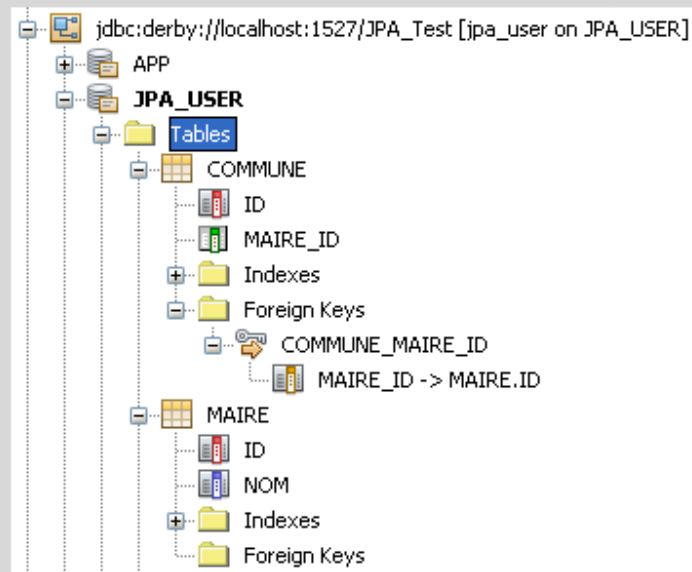 jdbc:derby://localhost:1527/JPA_Test [jpa_user on JPA_USER]
APP
JPA_USER
Tables
COMMUNE
ID
MAIRE_ID
Indexes
Foreign Keys
COMMUNE_MAIRE_ID
MAIRE_ID -> MAIRE.ID
MAIRE
ID
NOM
Indexes
Foreign Keys